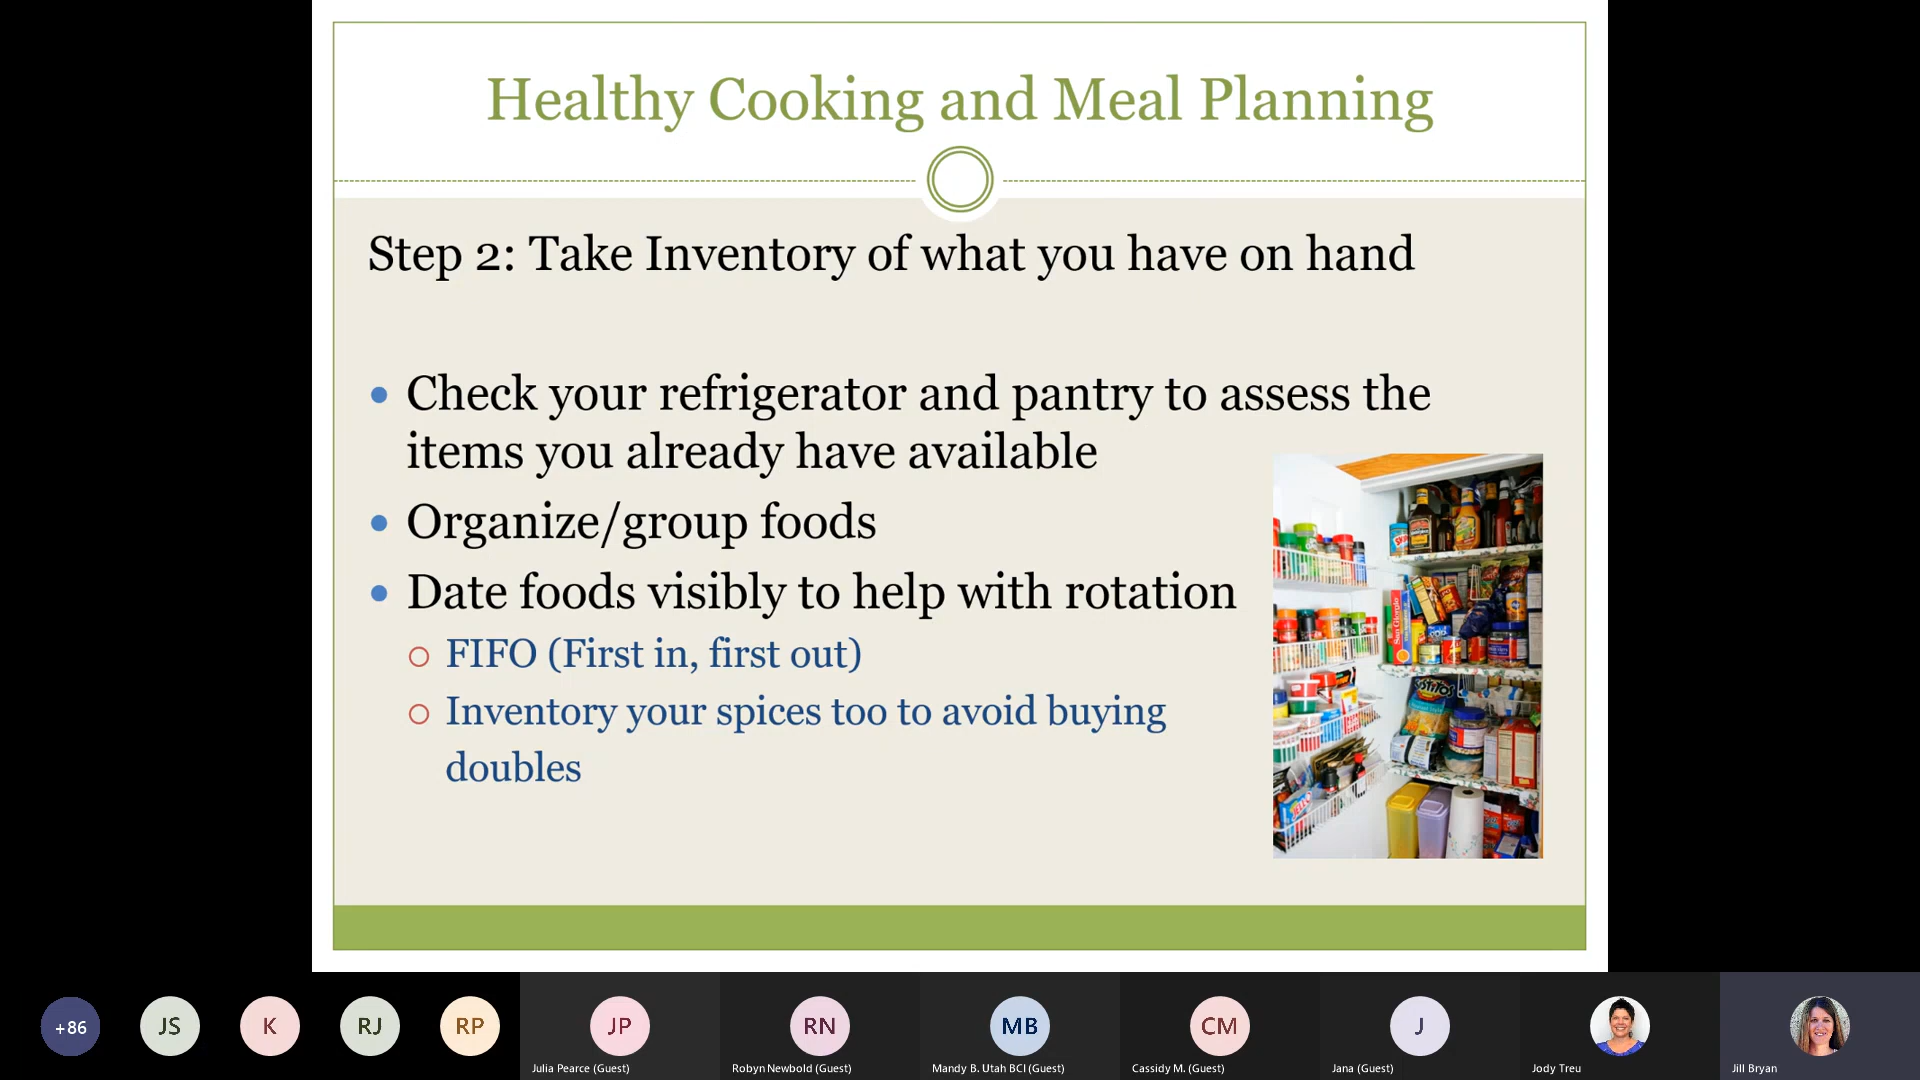 Healthy Cooking and Meal Planning
Step 2: Take Inventory of what you have on hand
Check your refrigerator and pantry to assess the
items you already have available
Organize/group foods
Date foods visibly to help with rotation
FIFO (First in, first out)
Inventory your spices too to avoid buying
doubles
+86
JS
K
RJ
RP
JP
RN
MB
CM
J
Julia Pearce (Guest)
Robyn Newbold (Guest)
Mandy B. Utah BCI (Guest)
Cassidy M. (Guest)
Jana (Guest)
Jody Treu
Jill Bryan